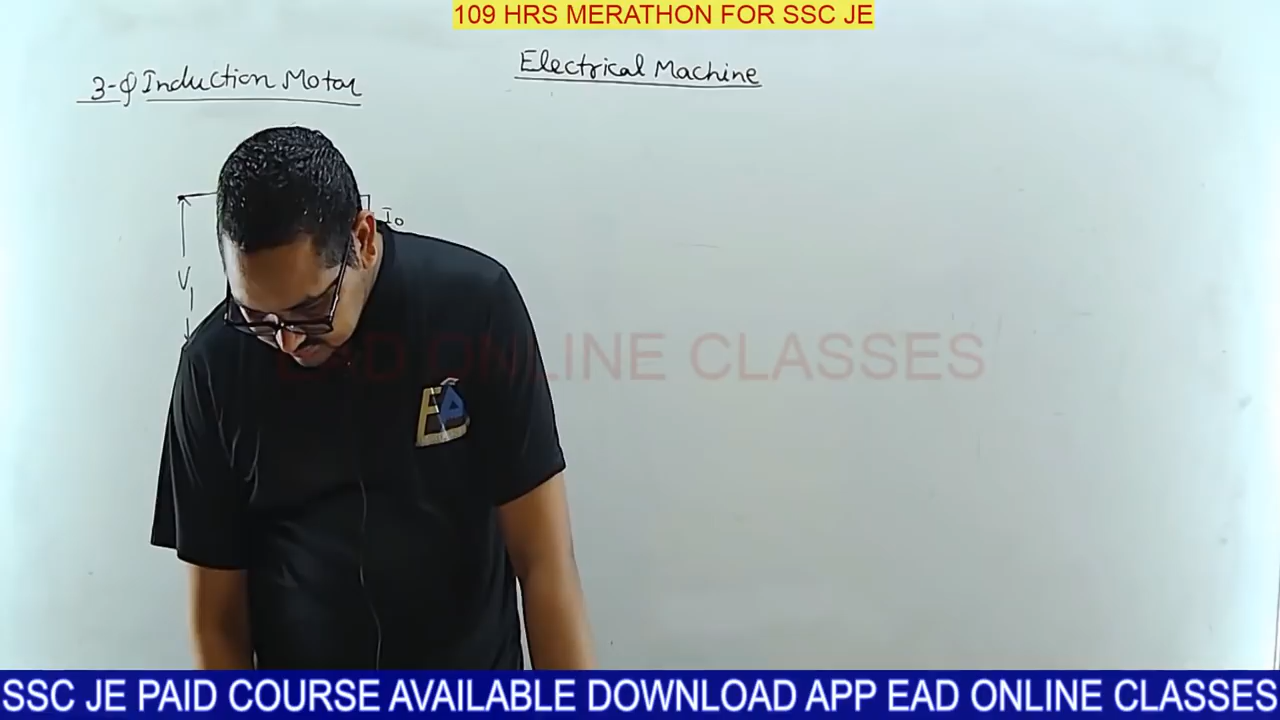 109 HRS MERATHON FOR SSC JE
Electrical Machine
3-φ Induction Motor
I0
V1
EAD ONLINE CLASSES
EA
SSC JE PAID COURSE AVAILABLE DOWNLOAD APP EAD ONLINE CLASSES